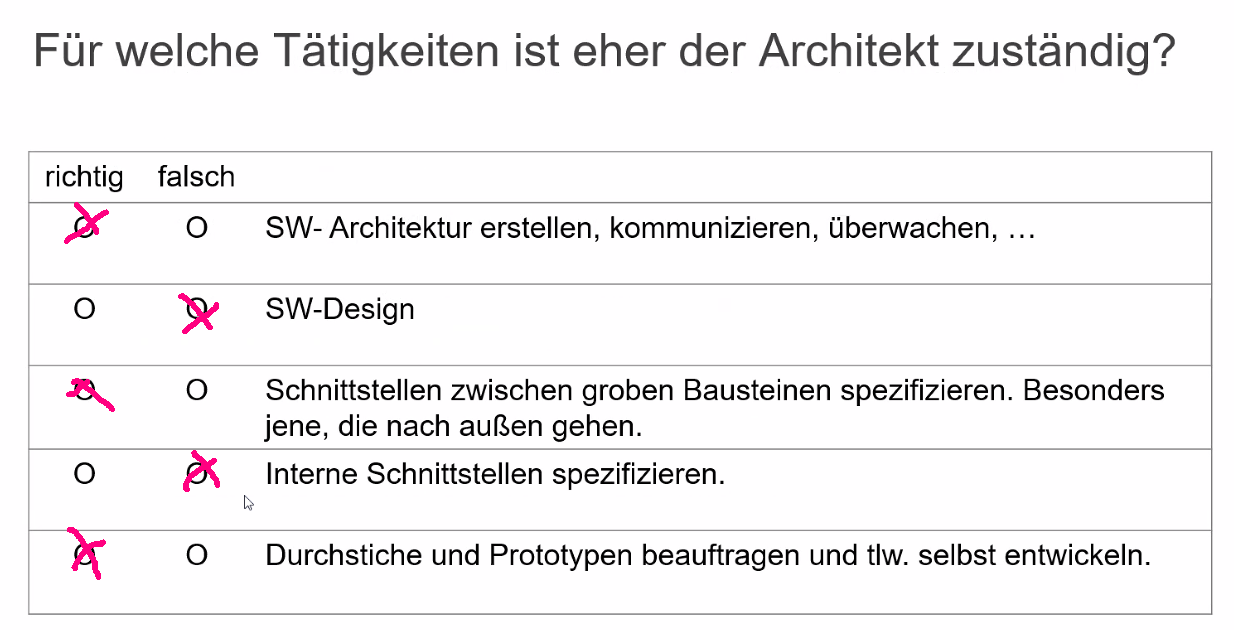 Für welche Tätigkeiten ist eher der Architekt zuständig?
richtig falsch
O O SW- Architektur erstellen, kommunizieren, überwachen, …
O O SW-Design
O O Schnittstellen zwischen groben Bausteinen spezifizieren. Besonders
jene, die nach außen gehen.
O O Interne Schnittstellen spezifizieren.
O O Durchstiche und Prototypen beauftragen und tlw. selbst entwickeln.